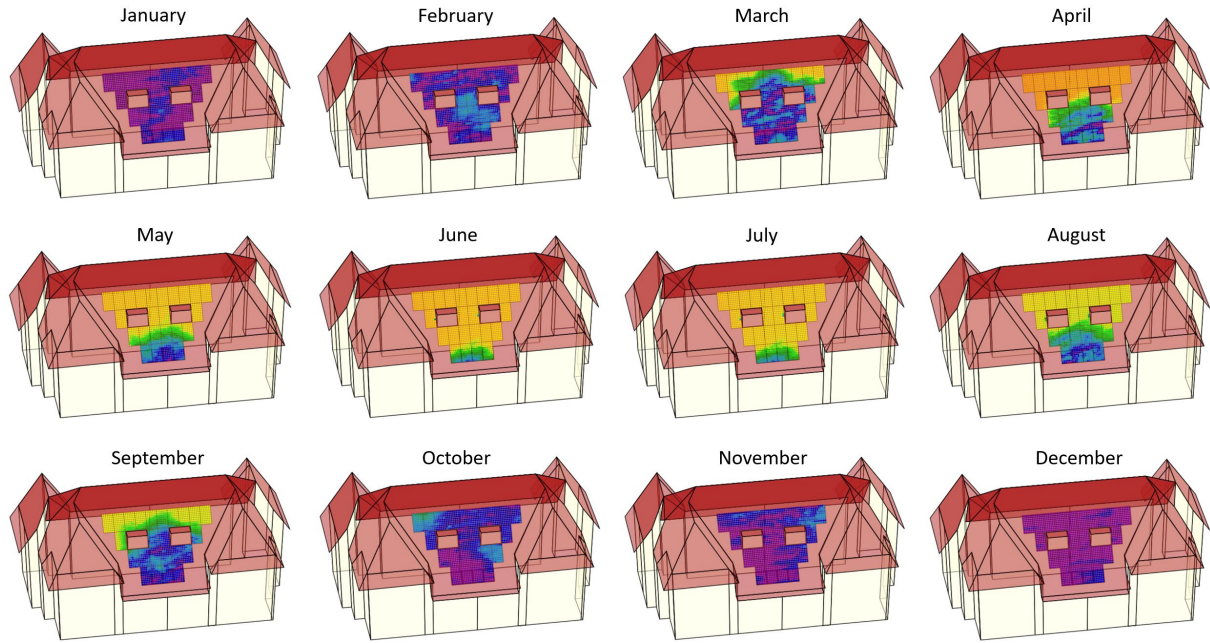 January
February
March
April
May
June
July
August
September
October
November
December